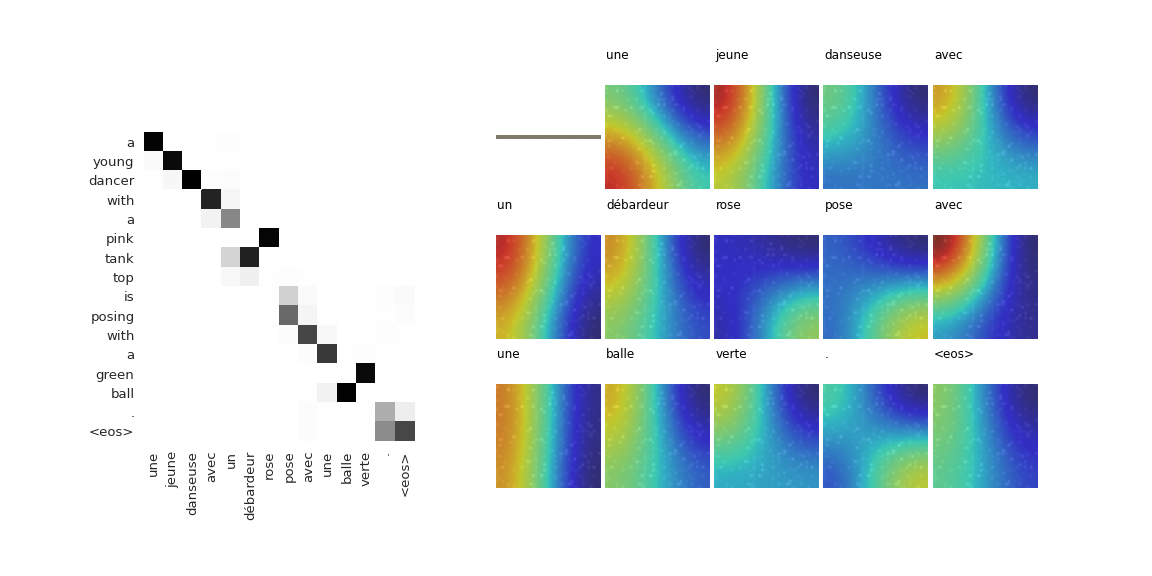 a
young
dancer
with
a
pink
tank
top
is
posing
with
a
green
ball
.
<eos>
une
jeune
danseuse
avec
un
débardeur
rose
pose
avec
une
balle
verte
.
<eos>
une jeune danseuse avec
un débardeur rose pose avec
une balle verte . <eos>